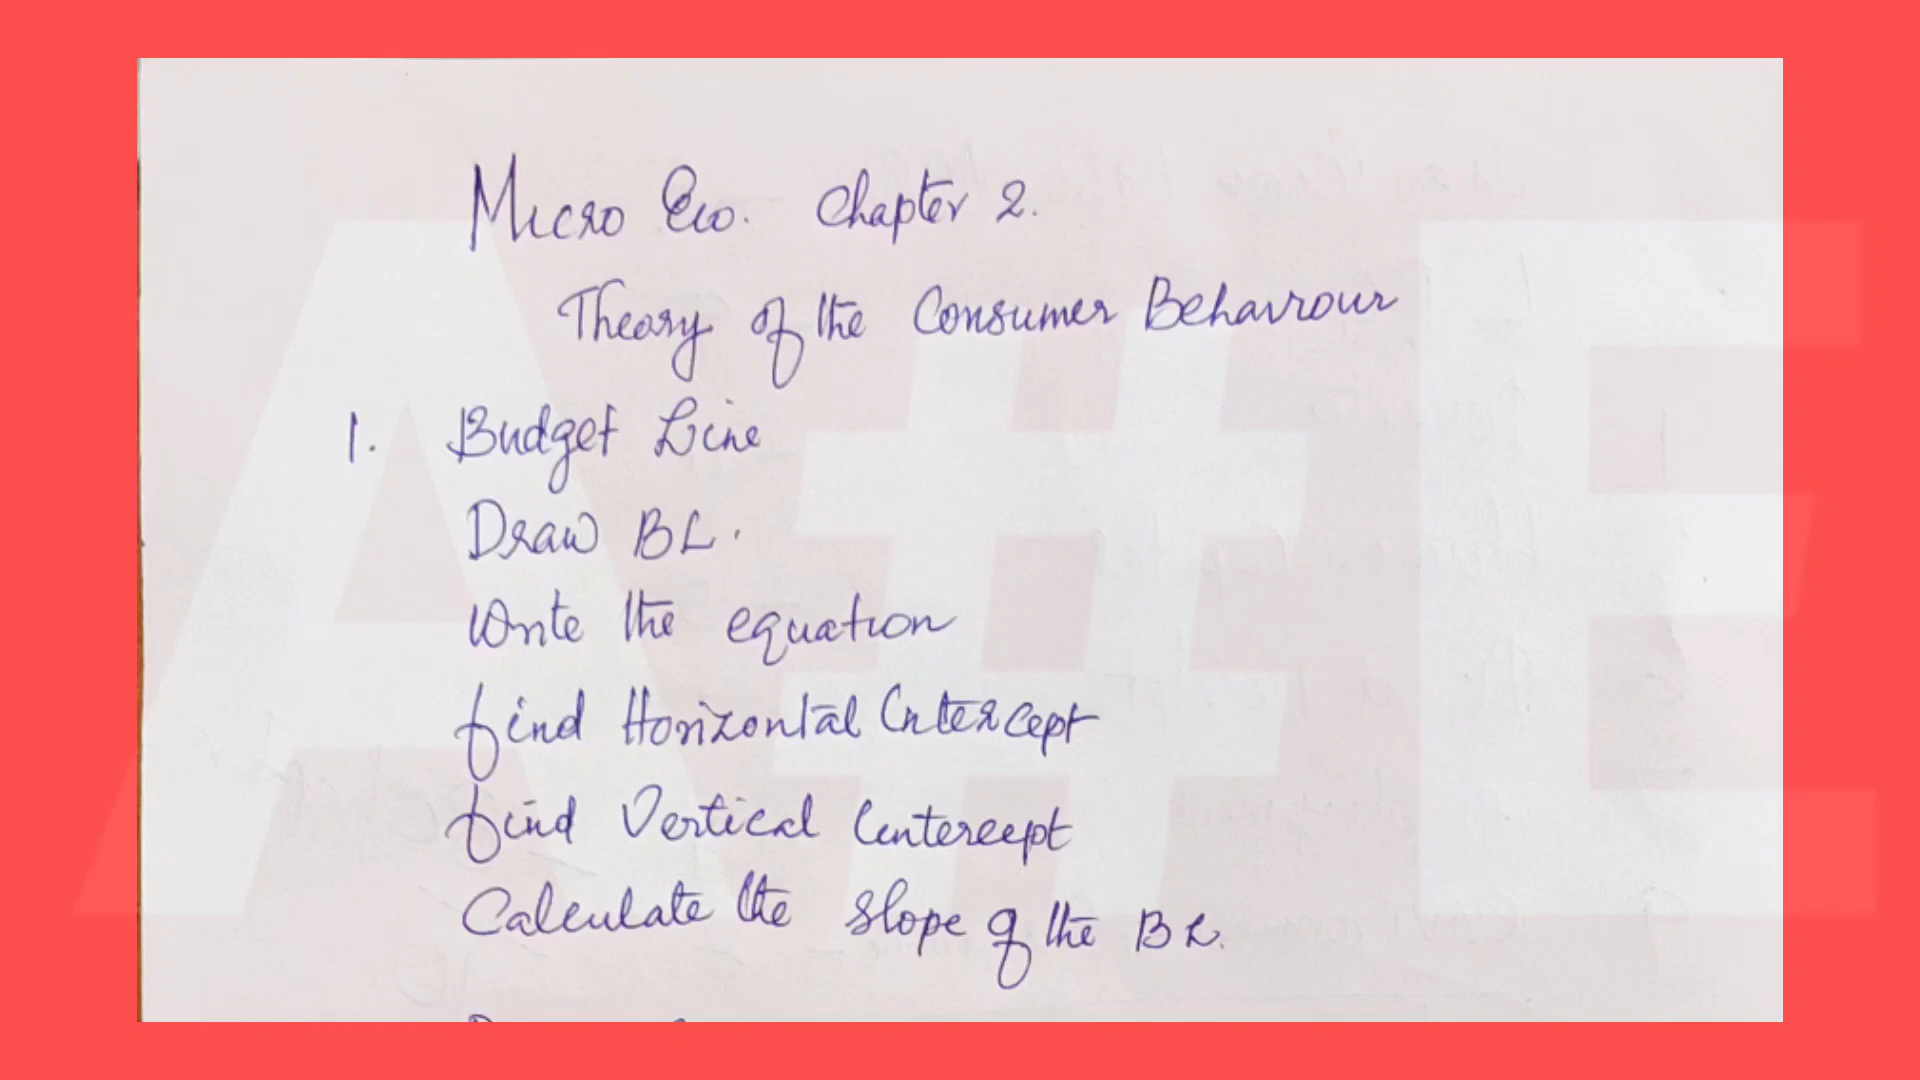 Micro Eco. Chapter 2.
Theory of the Consumer Behaviour
1. Budget Line
Draw BL.
Write the equation
find Horizontal Intercept
find Vertical Intercept
Calculate the slope of the BL.
A#E